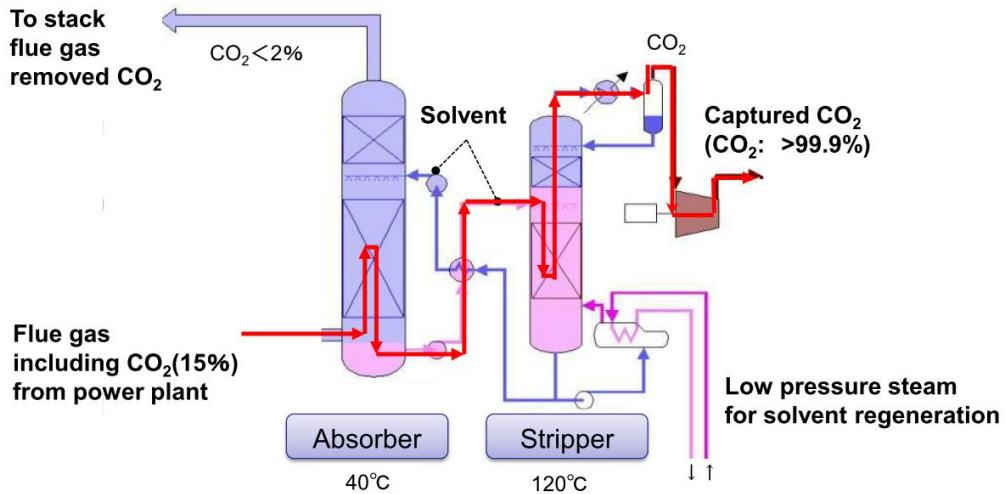 To stack
flue gas
removed CO₂
CO₂＜2%
Solvent
CO₂
Captured CO₂
(CO₂: >99.9%)
Flue gas
including CO₂(15%)
from power plant
Low pressure steam
for solvent regeneration
Absorber
Stripper
40℃
120℃
↓ ↑